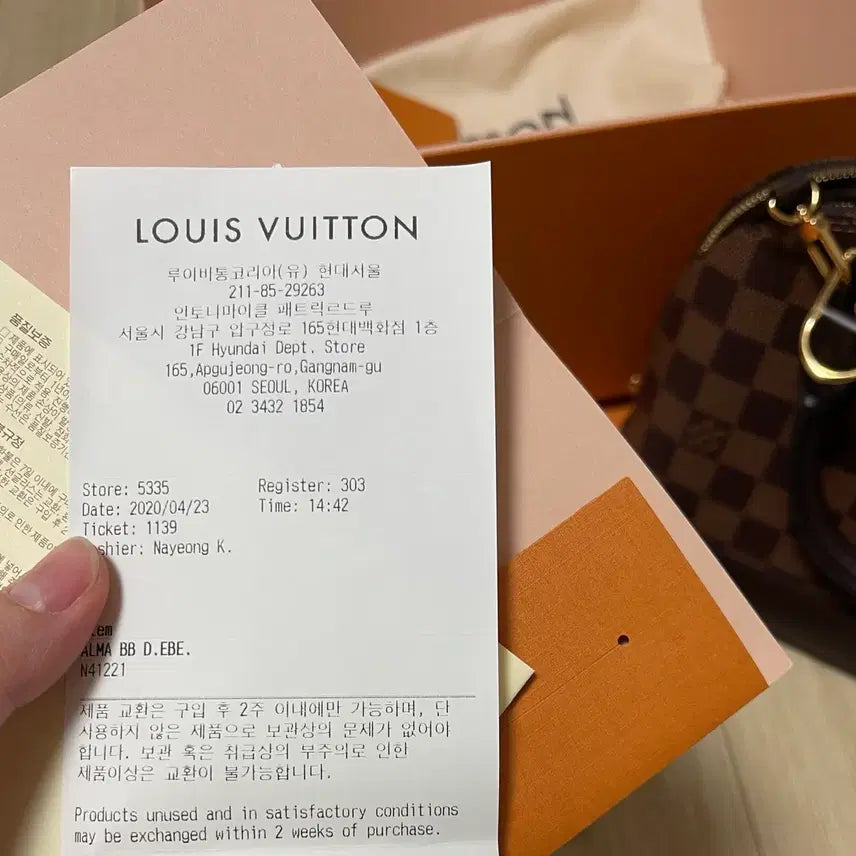 LOUIS VUITTON
루이비통코리아(유) 현대서울
211-85-29263
안토니마이클 패트릭르드루
서울시 강남구 압구정로 165현대백화점 1층
1F Hyundai Dept. Store
165,Apgujeong-ro,Gangnam-gu
06001 SEOUL, KOREA
02 3432 1854
Store: 5335 Register: 303
Date: 2020/04/23 Time: 14:42
Ticket: 1139
Nayeong K.
ALMA BB D.EBE.
N41221
제품 교환은 구입 후 2주 이내에만 가능하며, 단
사용하지 않은 제품으로 보관상의 문제가 없어야
합니다. 보관 혹은 취급상의 부주의로 인한
제품이상은 교환이 불가능합니다.
Products unused and in satisfactory conditions
may be exchanged within 2 weeks of purchase.
품질보증